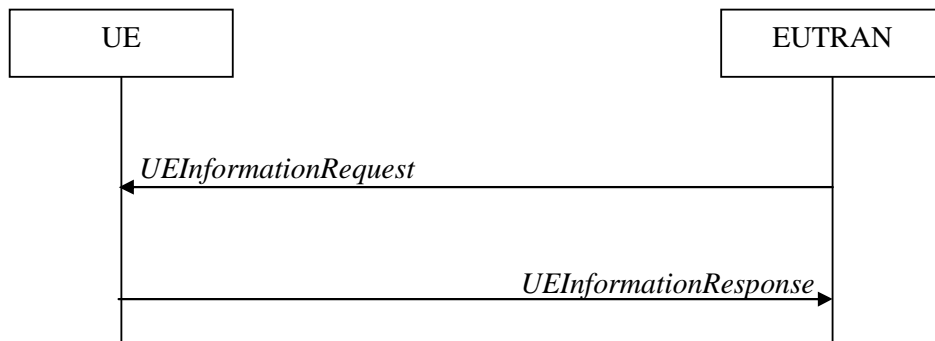 UE
EUTRAN
UEInformationRequest
UEInformationResponse